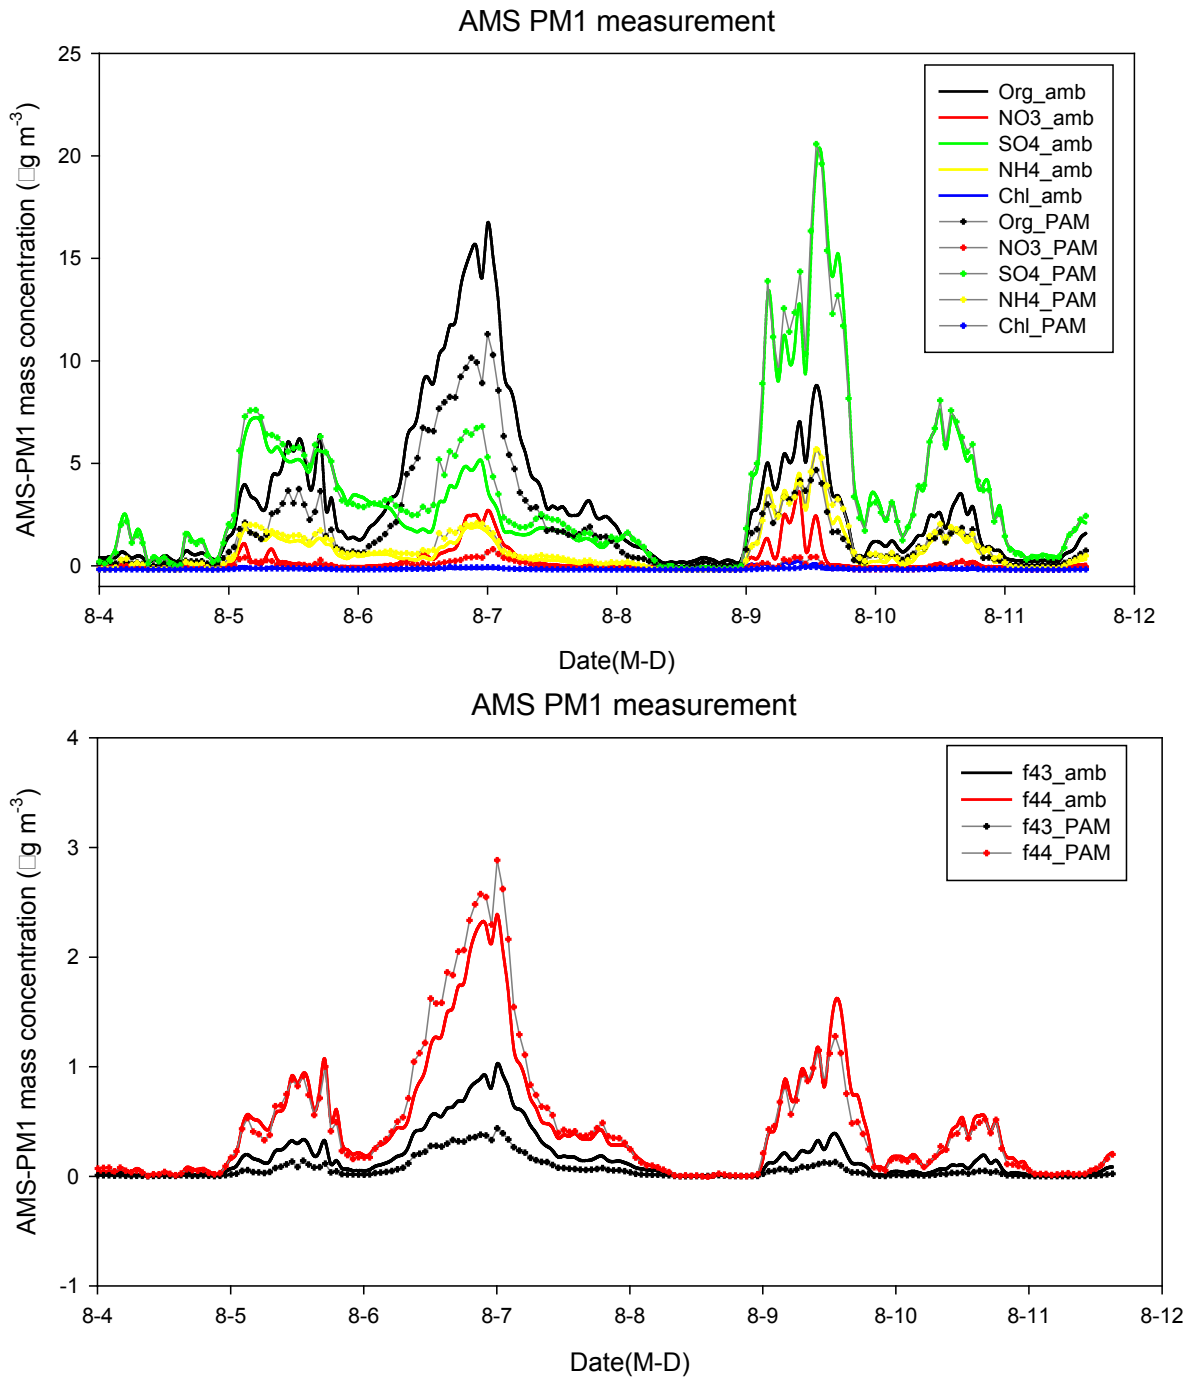 AMS PM1 measurement
AMS-PM1 mass concentration (□g m-3)
25
20
15
10
5
0
Org_amb
NO3_amb
SO4_amb
NH4_amb
Chl_amb
Org_PAM
NO3_PAM
SO4_PAM
NH4_PAM
Chl_PAM
8-4 8-5 8-6 8-7 8-8 8-9 8-10 8-11 8-12
Date(M-D)
AMS PM1 measurement
AMS-PM1 mass concentration (□g m-3)
4
3
2
1
0
-1
f43_amb
f44_amb
f43_PAM
f44_PAM
8-4 8-5 8-6 8-7 8-8 8-9 8-10 8-11 8-12
Date(M-D)